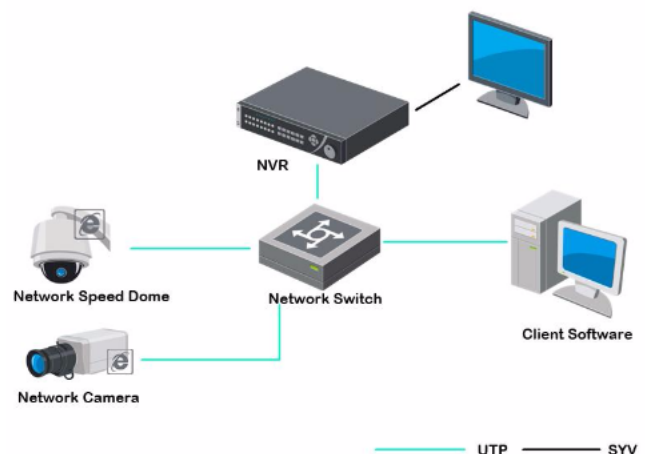 NVR
Network Speed Dome
Network Switch
Client Software
Network Camera
UTP
SYV